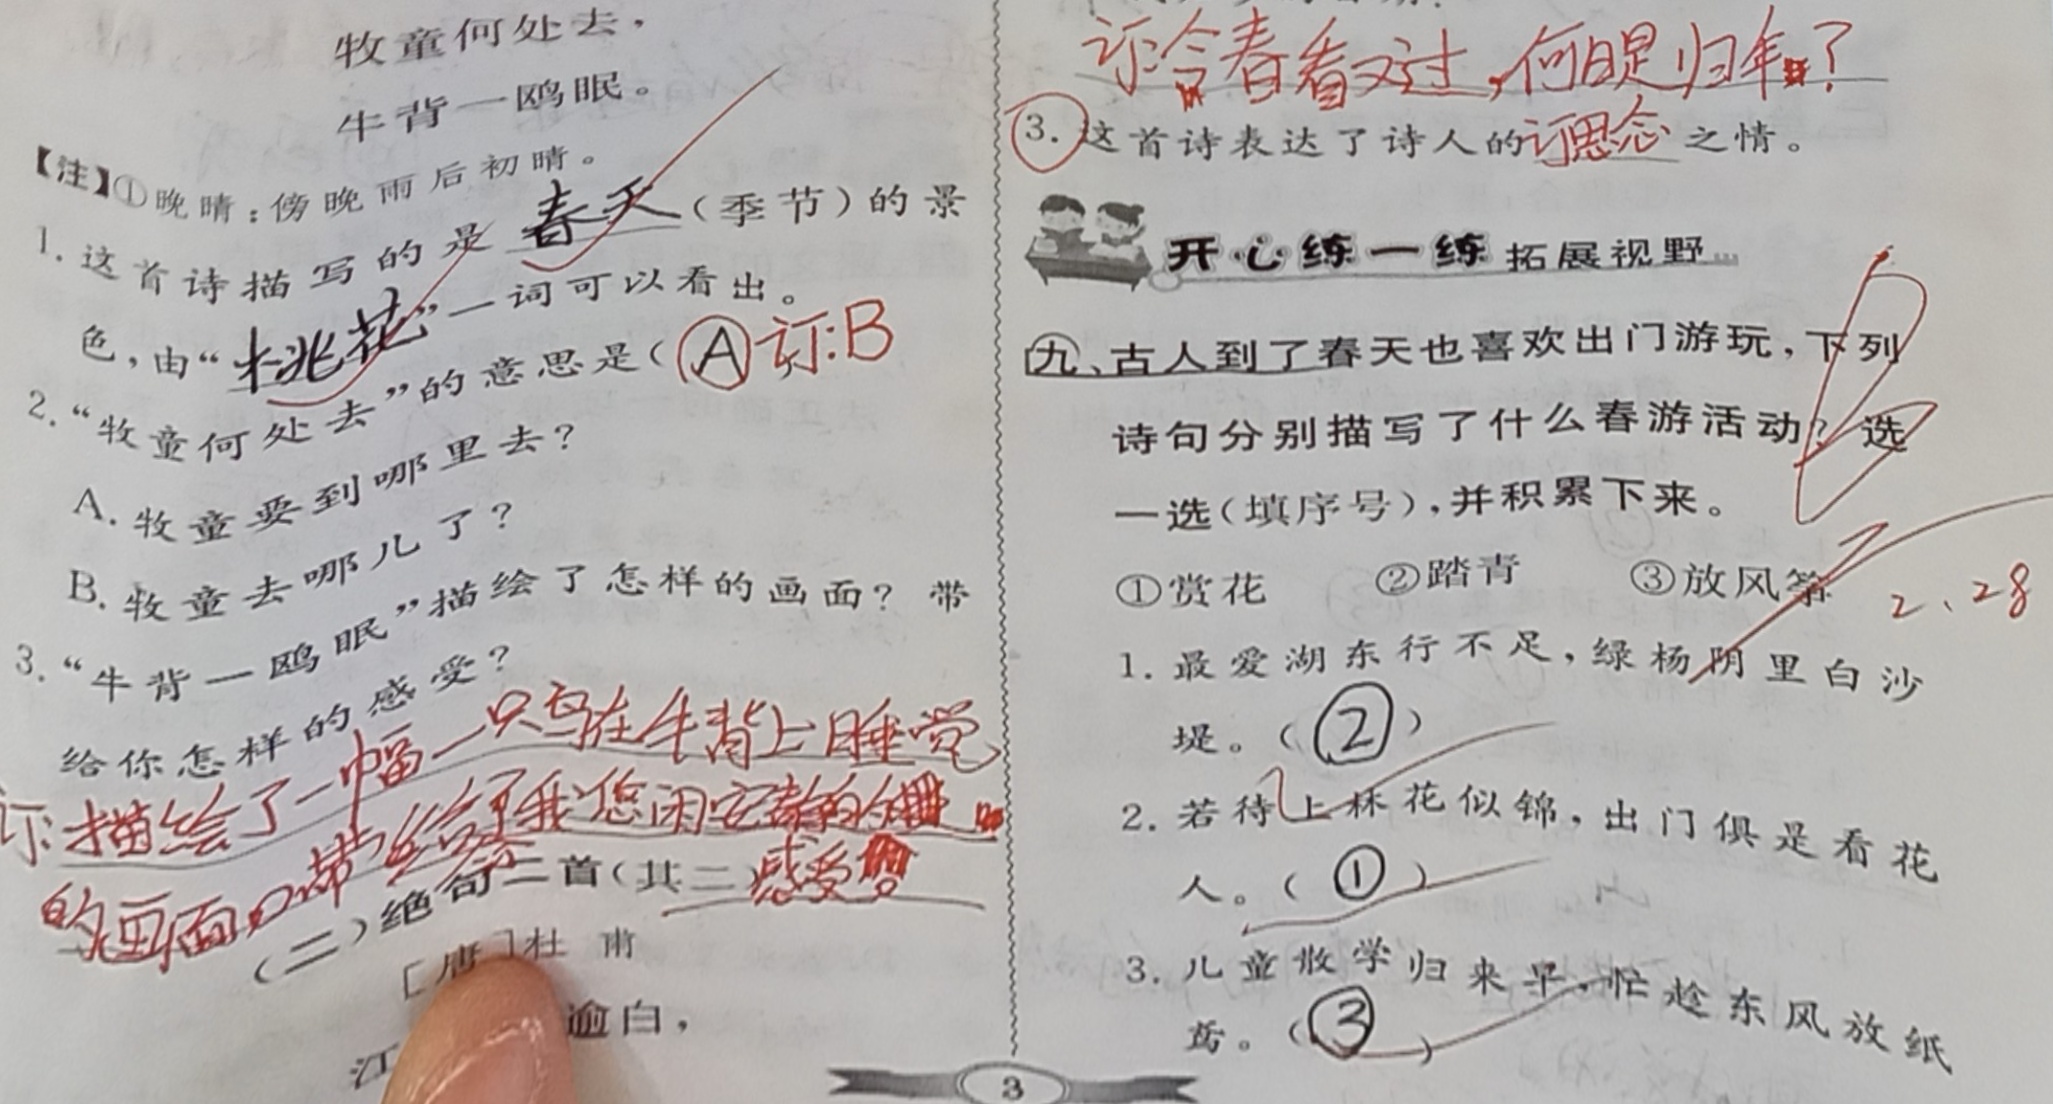 牧童何处去，
牛背一鸥眠。
【注】①晚晴：傍晚雨后初晴。
1. 这首诗描写的是 春天 （季节）的景
色，由“桃花”一词可以看出。
2. “牧童何处去”的意思是（ A 订：B
A. 牧童要到哪里去？
B. 牧童去哪儿了？
3. “牛背一鸥眠”描绘了怎样的画面？带
给你怎样的感受？
订：描绘了一幅一只鸟在牛背上睡觉
的画面。带给了我悠闲安静的
感受
（二）绝句二首（其二）
［唐］杜 甫
江 逾白，
订：今春看又过，何日是归年？
3. 这首诗表达了诗人的订思念之情。
开心练一练 拓展视野
九、古人到了春天也喜欢出门游玩，下列
诗句分别描写了什么春游活动？选
一选（填序号），并积累下来。
①赏花 ②踏青 ③放风筝
2、28
1. 最爱湖东行不足，绿杨阴里白沙
堤。（ ② ）
2. 若待上林花似锦，出门俱是看花
人。（ ① ）
3. 儿童散学归来早，忙趁东风放纸
鸢。（ ③ ）
3